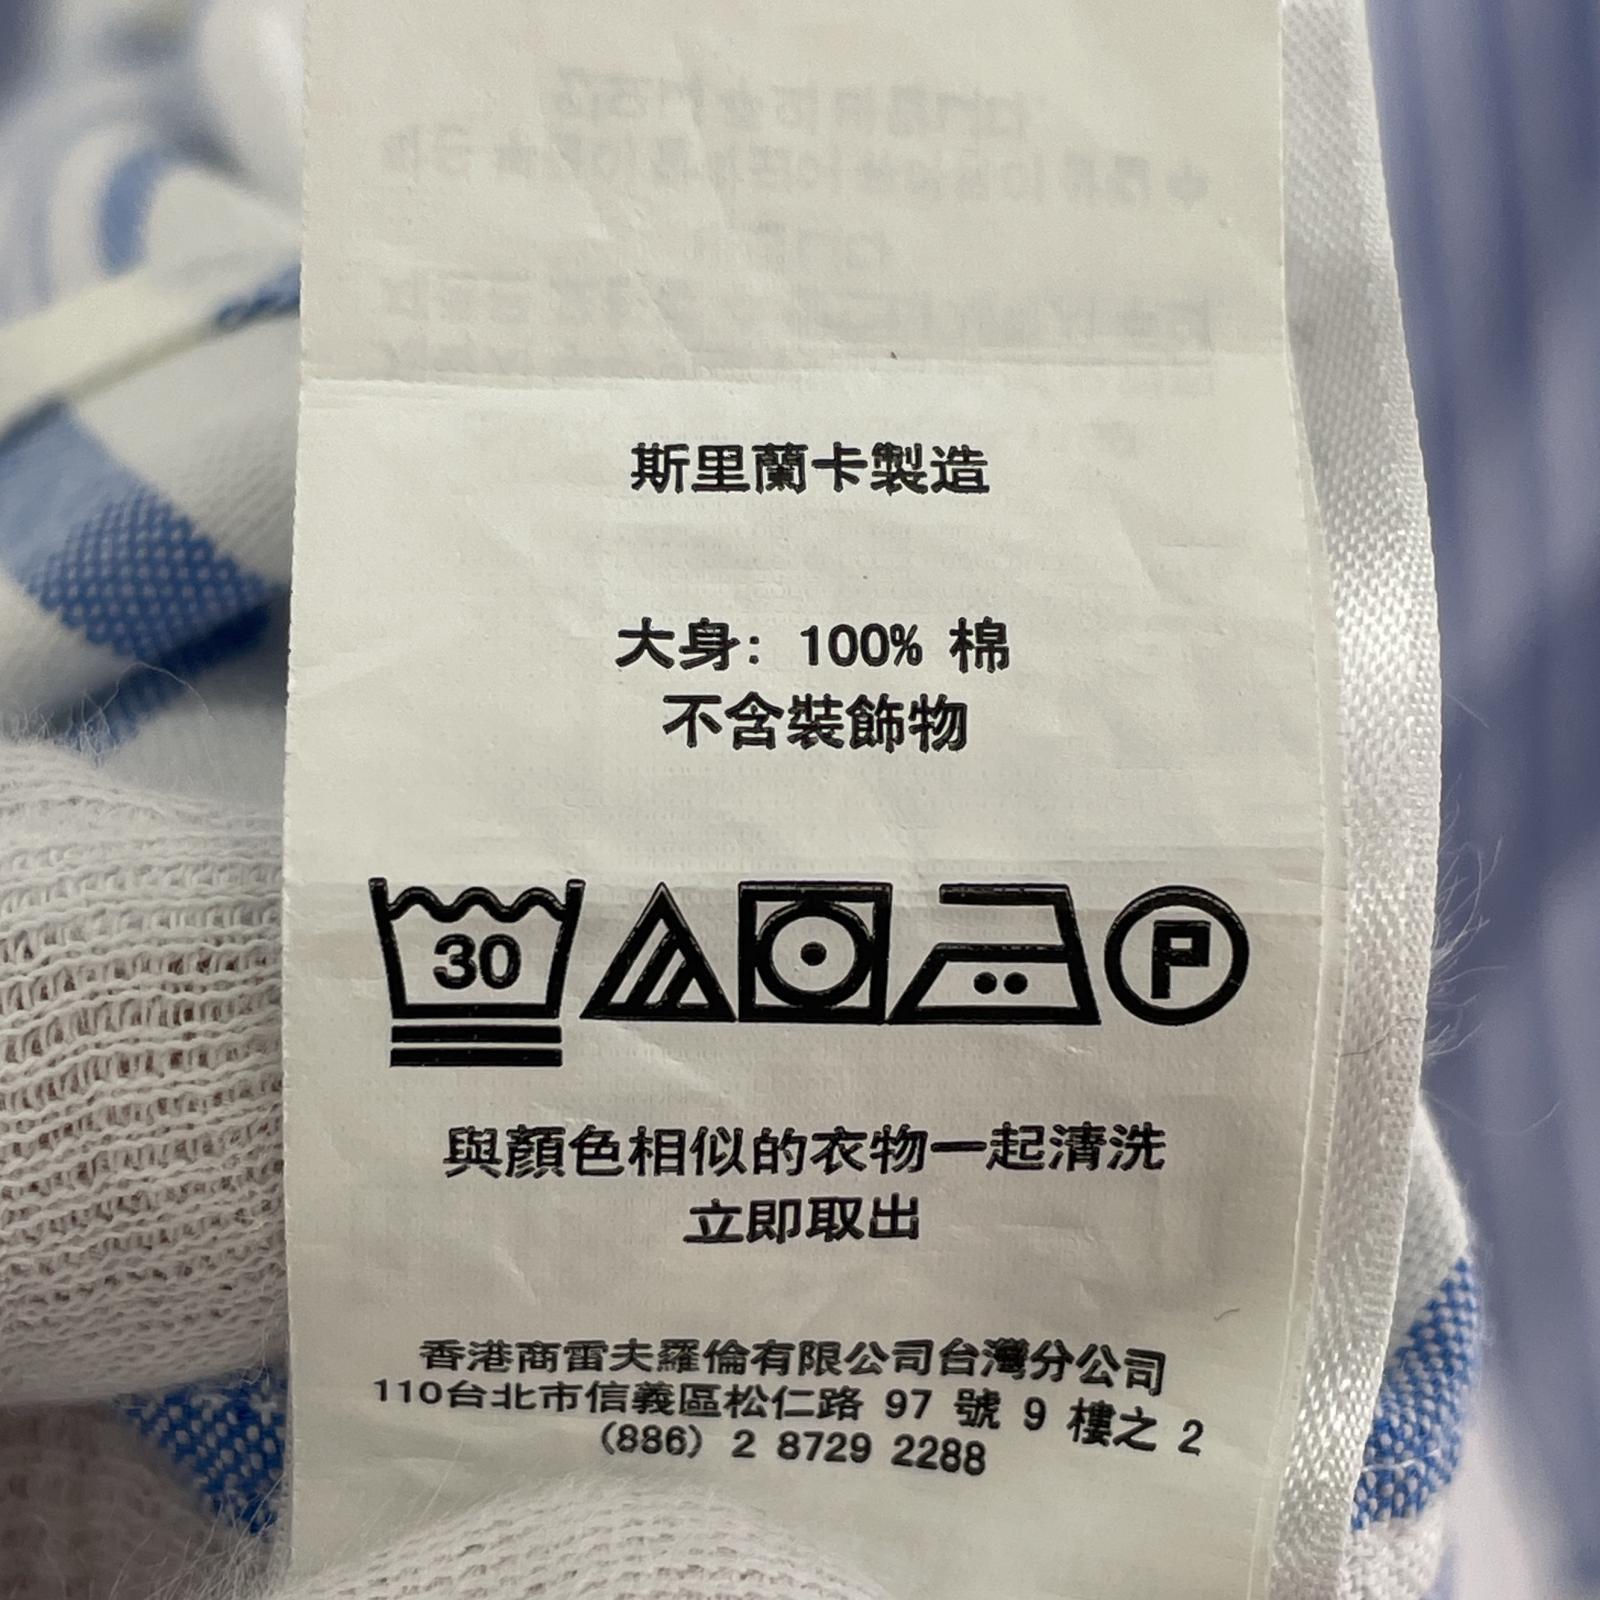 斯里蘭卡製造
大身: 100% 棉
不含裝飾物
30
P
與顏色相似的衣物一起清洗
立即取出
香港商雷夫羅倫有限公司台灣分公司
110台北市信義區松仁路 97 號 9 樓之 2
(886) 2 8729 2288